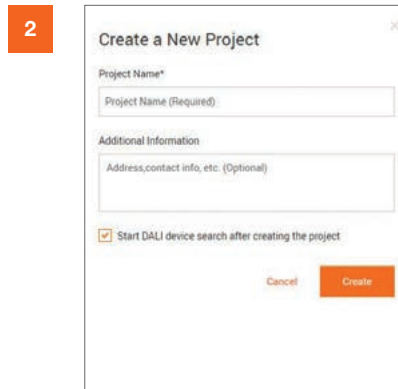 2
Create a New Project
Project Name*
Project Name (Required)
Additional Information
Address,contact info, etc. (Optional)
Start DALI device search after creating the project
Cancel
Create